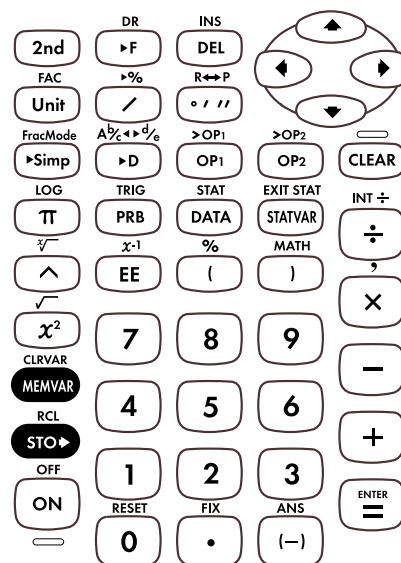 DR INS
2nd ▸F DEL
FAC ▸% R↔P
Unit / ° ′ ″
FracMode Ab/c◂▸d/e >OP1 >OP2
▸Simp ▸D OP1 OP2 CLEAR
LOG TRIG STAT EXIT STAT INT ÷
π PRB DATA STATVAR ÷
x√ x-1 % MATH ,
^ EE ( ) ×
√
x² 7 8 9
CLRVAR
MEMVAR −
4 5 6
RCL
STO▸ +
OFF
1 2 3
ON ENTER
=
RESET FIX ANS
0 . (−)